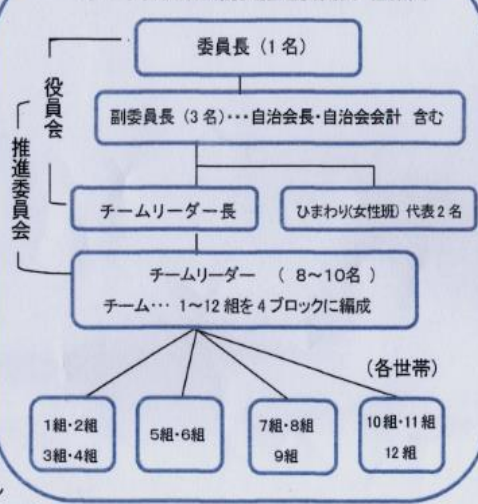 委員長（1名）
役員会
副委員長（3名）･･･自治会長・自治会会計 含む
推進委員会
チームリーダー長
ひまわり(女性班) 代表2名
チームリーダー （ 8～10名 ）
チーム･･･ 1～12組を4ブロックに編成
（各世帯）
1組・2組
3組・4組
5組・6組
7組・8組
9組
10組・11組
12組